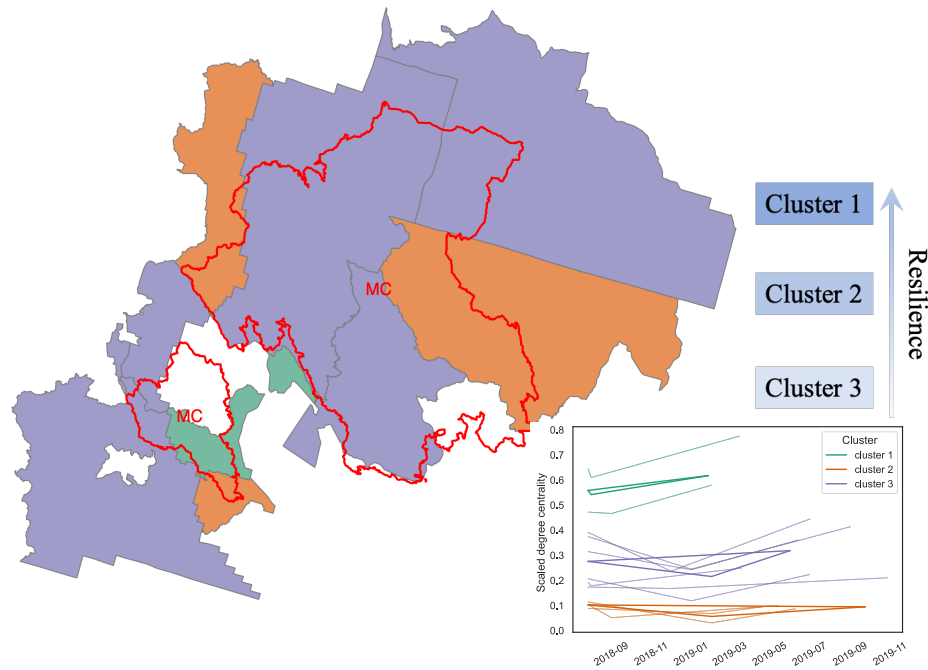 MC
MC
Cluster 1
Cluster 2
Cluster 3
Resilience
Scaled degree centrality
0.8
0.7
0.6
0.5
0.4
0.3
0.2
0.1
0.0
Cluster
cluster 1
cluster 2
cluster 3
2018-09
2018-11
2019-01
2019-03
2019-05
2019-07
2019-09
2019-11